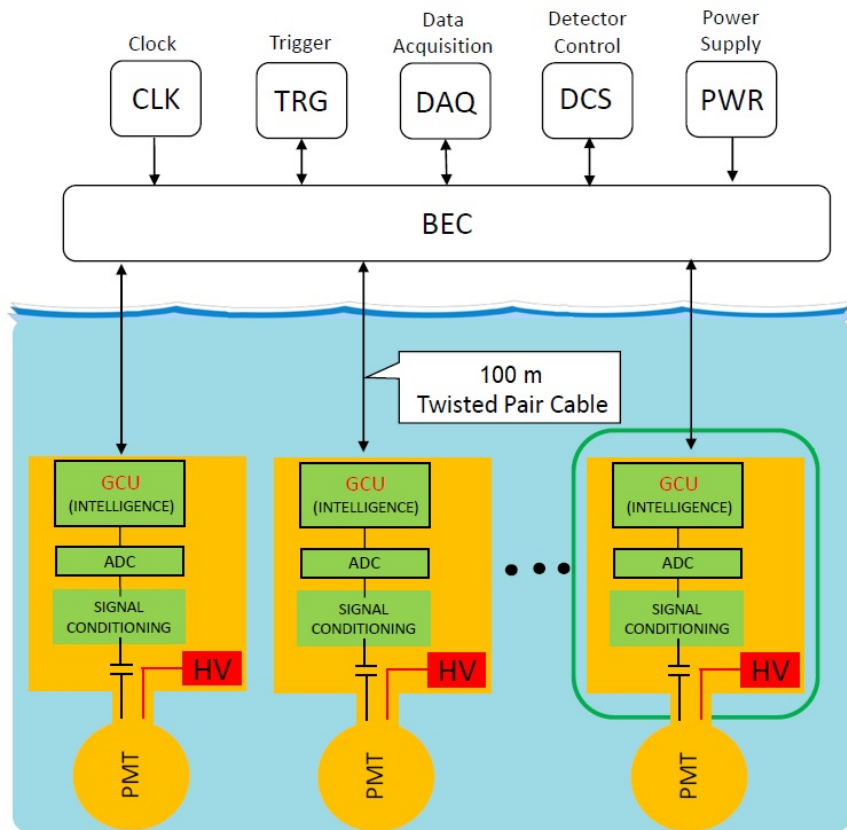 Clock
Trigger
Data
Acquisition
Detector
Control
Power
Supply
CLK
TRG
DAQ
DCS
PWR
BEC
100 m
Twisted Pair Cable
GCU
(INTELLIGENCE)
ADC
SIGNAL
CONDITIONING
HV
PMT
GCU
(INTELLIGENCE)
ADC
SIGNAL
CONDITIONING
HV
PMT
GCU
(INTELLIGENCE)
ADC
SIGNAL
CONDITIONING
HV
PMT